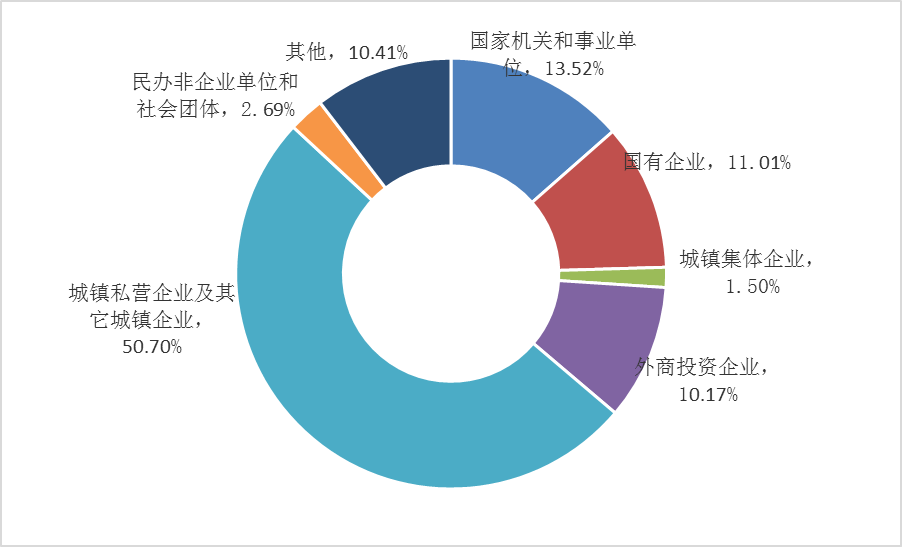 国家机关和事业单
位，13.52%
国有企业，11.01%
城镇集体企业，
1.50%
外商投资企业，
10.17%
城镇私营企业及其
它城镇企业，
50.70%
民办非企业单位和
社会团体，2.69%
其他，10.41%